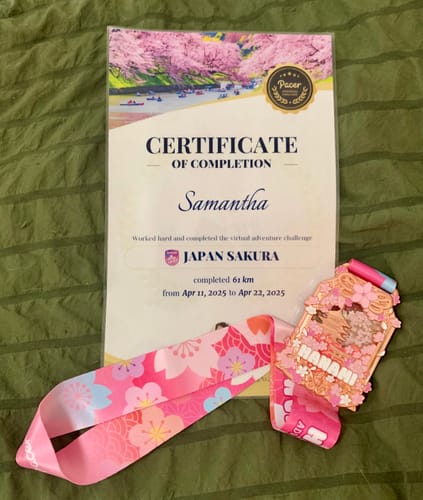 Pacer
CERTIFICATE
OF COMPLETION
Samantha
Worked hard and completed the virtual adventure challenge
JAPAN SAKURA
completed 61 km
from Apr 11, 2025 to Apr 22, 2025
HANAMI